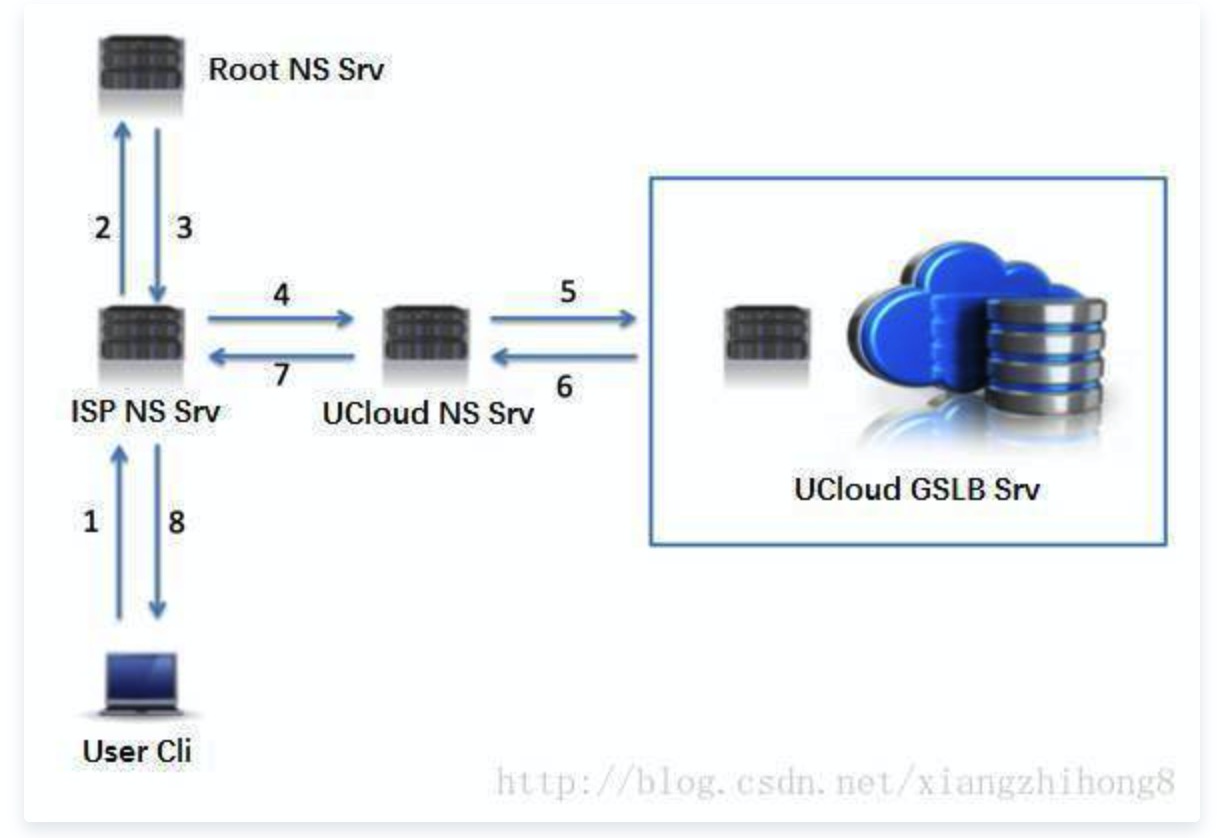 Root NS Srv
2
3
4
5
7
6
ISP NS Srv
UCloud NS Srv
UCloud GSLB Srv
1
8
User Cli
http://blog.csdn.net/xiangzhihong8